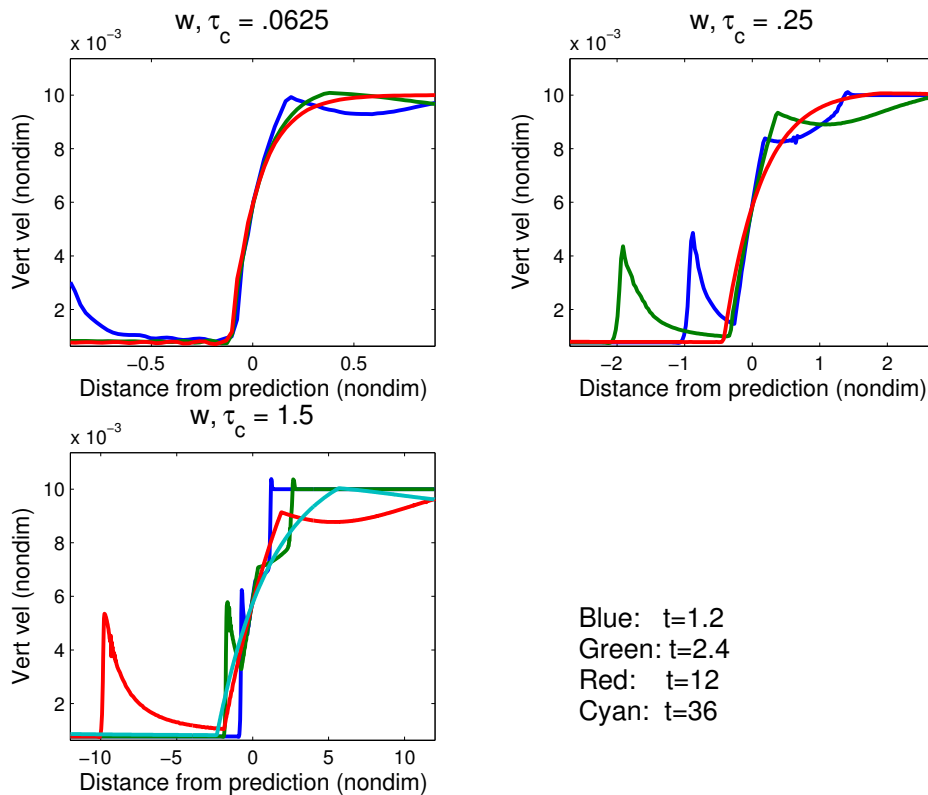 w, τ_c = .0625
x 10^-3
10
8
6
4
2
Vert vel (nondim)
−0.5 0 0.5
Distance from prediction (nondim)
w, τ_c = .25
x 10^-3
10
8
6
4
2
Vert vel (nondim)
−2 −1 0 1 2
Distance from prediction (nondim)
w, τ_c = 1.5
x 10^-3
10
8
6
4
2
Vert vel (nondim)
−10 −5 0 5 10
Distance from prediction (nondim)
Blue: t=1.2
Green: t=2.4
Red: t=12
Cyan: t=36